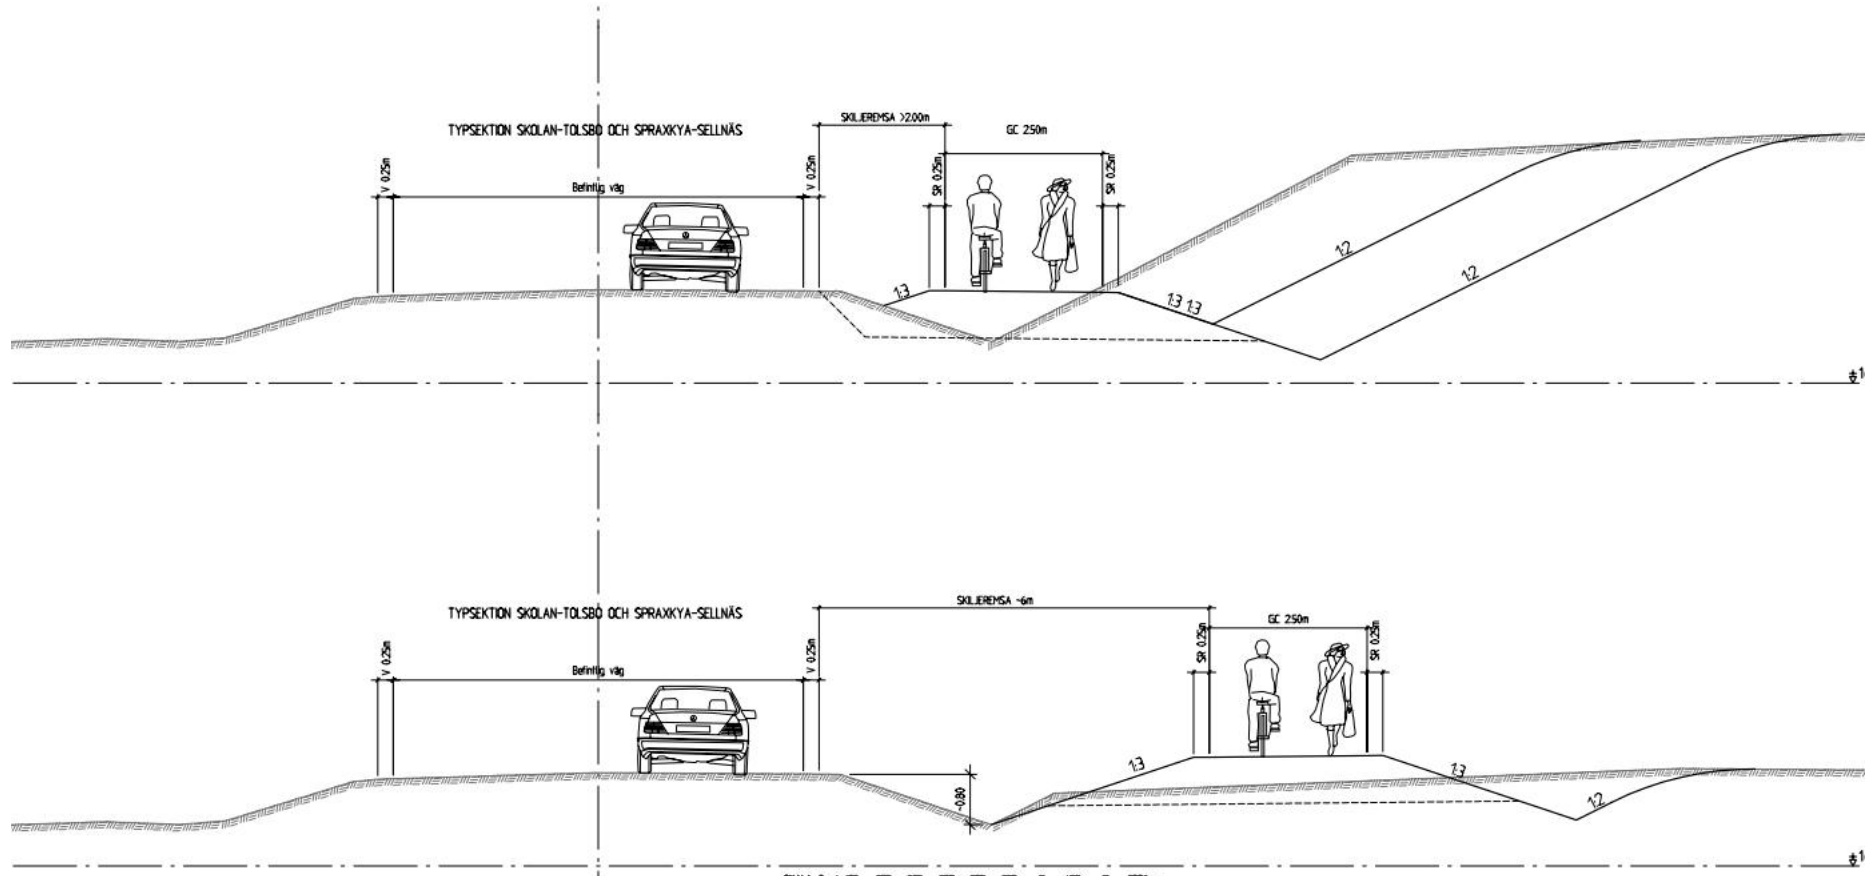 TYPSEKTION SKOLAN-TOLSBO OCH SPRAXKYA-SELLNÄS
SKILJEREMSA >2.00m
GC 2.50m
V 0.25m
Befintlig väg
V 0.25m
SR 0.25m
SR 0.25m
1:3
1:3 1:3
1:2
1:2
TYPSEKTION SKOLAN-TOLSBO OCH SPRAXKYA-SELLNÄS
SKILJEREMSA ~6m
GC 2.50m
V 0.25m
Befintlig väg
V 0.25m
SR 0.25m
SR 0.25m
~0.80
1:3
1:3
1:2